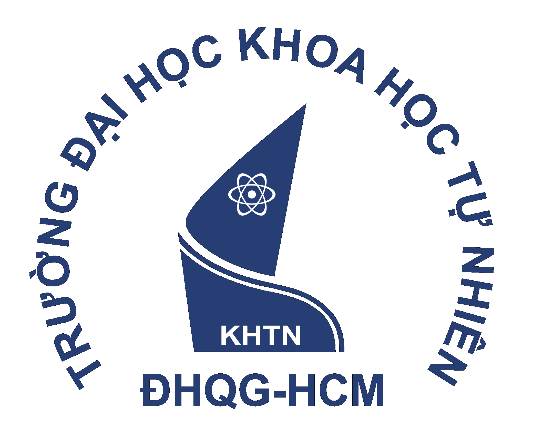 TRƯỜNG ĐẠI HỌC KHOA HỌC TỰ NHIÊN
KHTN
ĐHQG-HCM